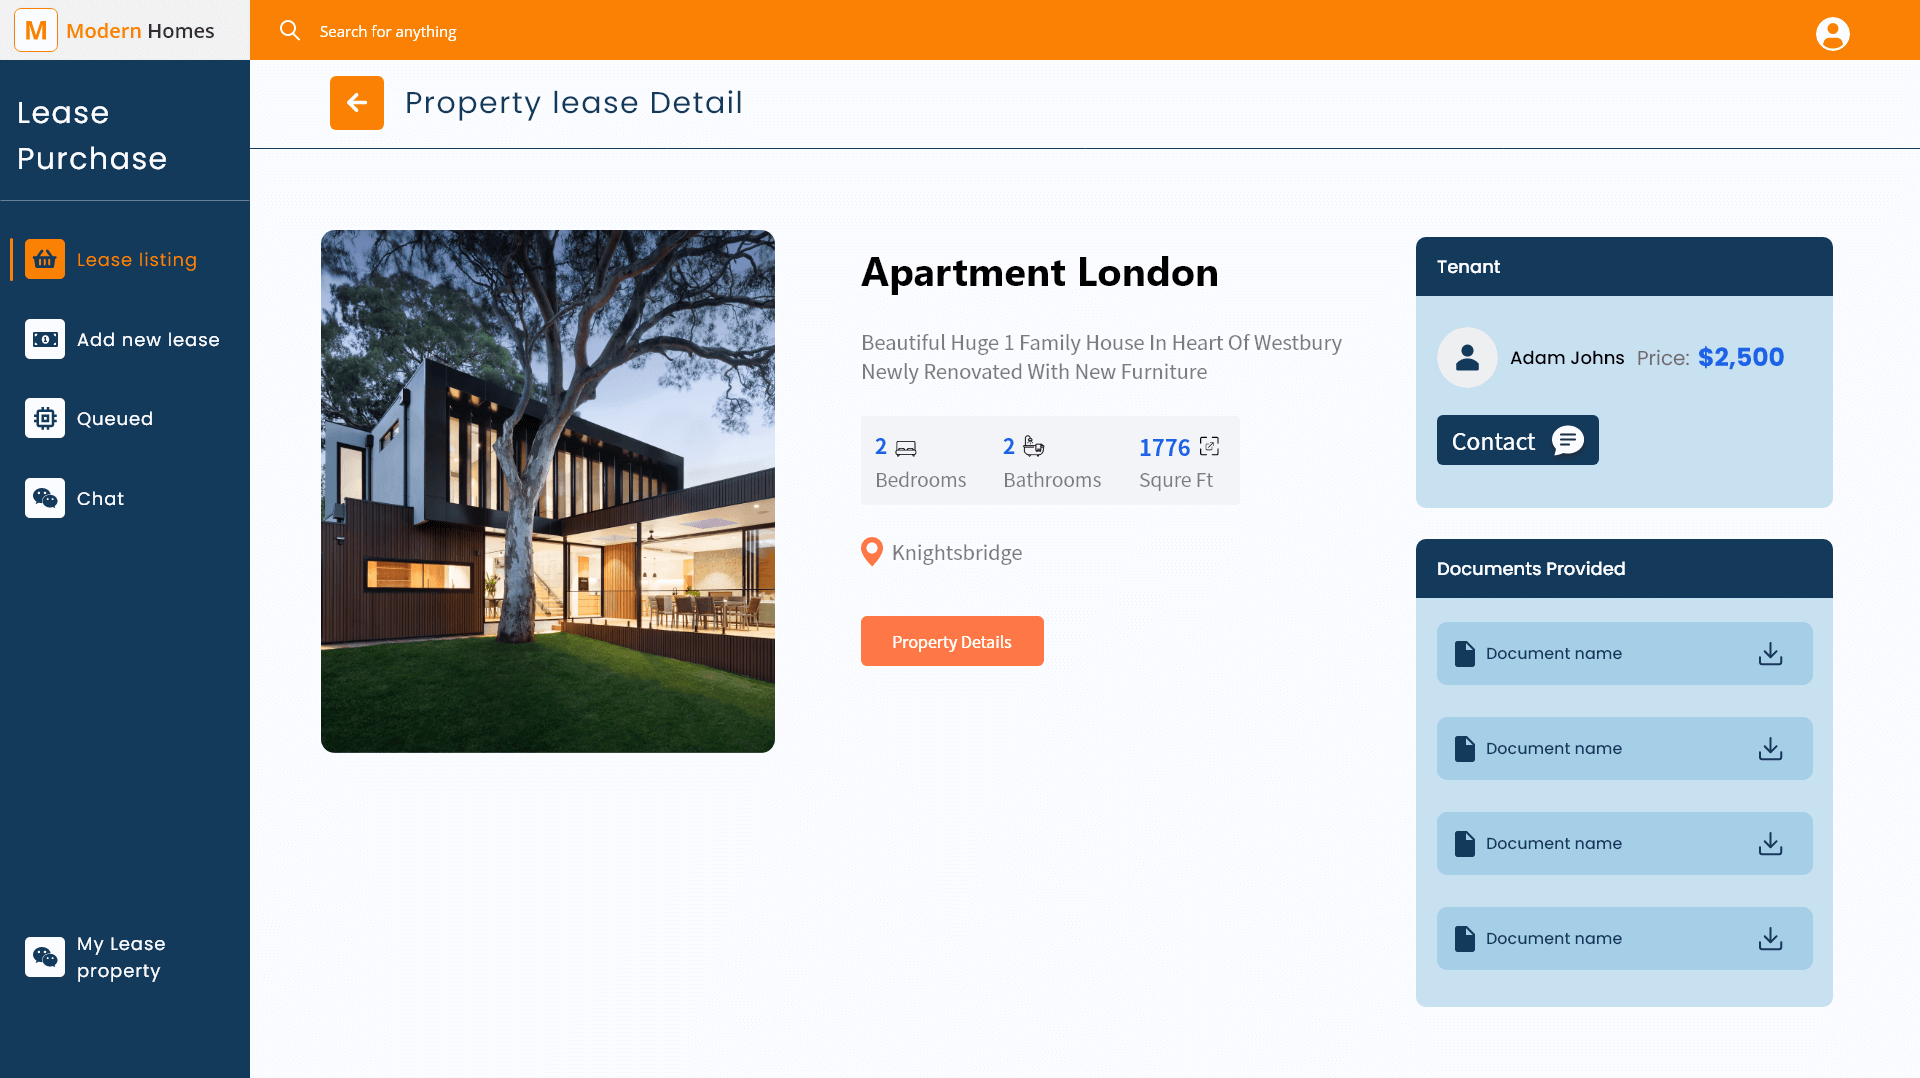 M Modern Homes
Search for anything
Lease
Purchase
Property lease Detail
Lease listing
Add new lease
Queued
Chat
My Lease
property
Apartment London
Beautiful Huge 1 Family House In Heart Of Westbury
Newly Renovated With New Furniture
2 2 1776
Bedrooms Bathrooms Squre Ft
Knightsbridge
Property Details
Tenant
Adam Johns Price: $2,500
Contact
Documents Provided
Document name
Document name
Document name
Document name